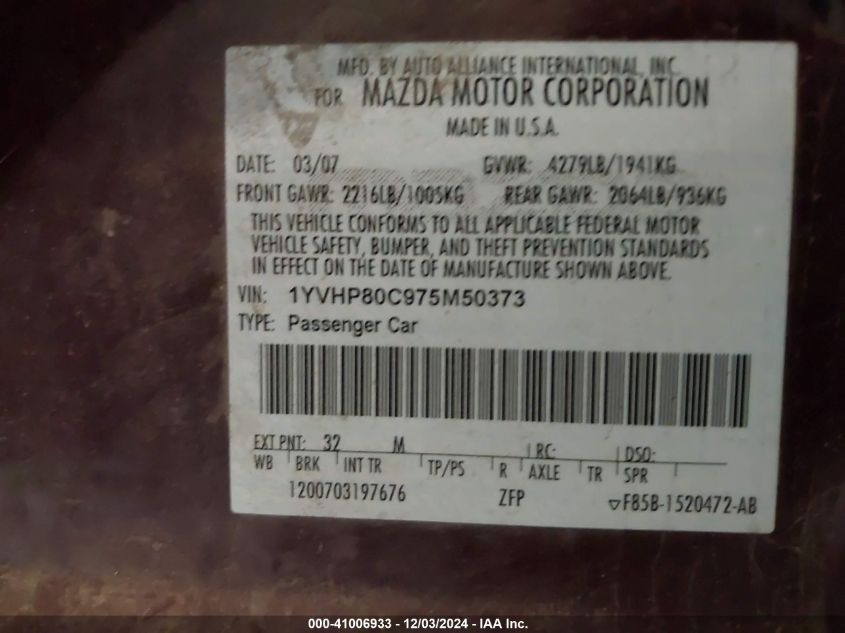 MFD. BY AUTO ALLIANCE INTERNATIONAL, INC.
FOR MAZDA MOTOR CORPORATION
MADE IN U.S.A.
DATE: 03/07 GVWR: 4279LB/1941KG
FRONT GAWR: 2216LB/1005KG REAR GAWR: 2064LB/936KG
THIS VEHICLE CONFORMS TO ALL APPLICABLE FEDERAL MOTOR
VEHICLE SAFETY, BUMPER, AND THEFT PREVENTION STANDARDS
IN EFFECT ON THE DATE OF MANUFACTURE SHOWN ABOVE.
VIN: 1YVHP80C975M50373
TYPE: Passenger Car
EXT PNT: 32 M RC: DSO:
WB BRK INT TR TP/PS R AXLE TR SPR
1200703197676 ZFP ▽F85B-1520472-AB
000-41006933 - 12/03/2024 - IAA Inc.